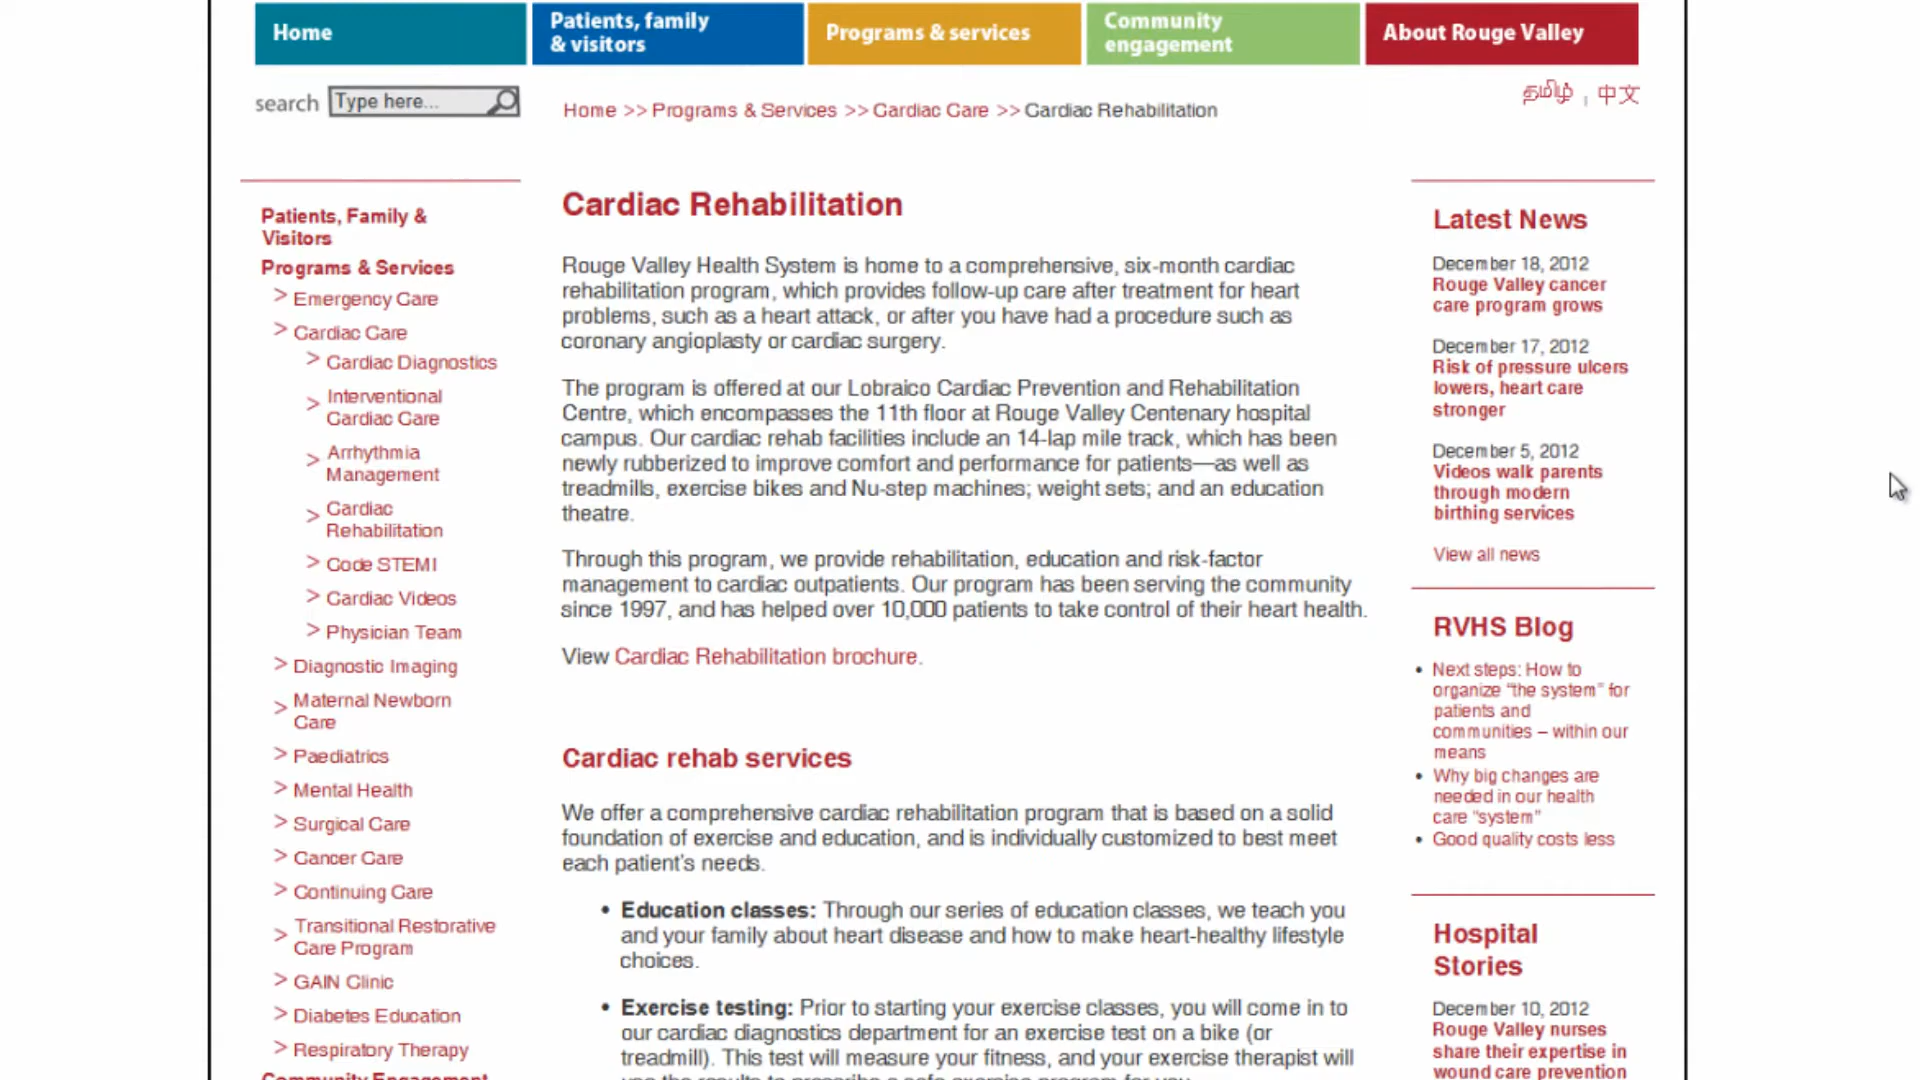 Home
Patients, family
& visitors
Programs & services
Community
engagement
About Rouge Valley
search
Type here...
Home >> Programs & Services >> Cardiac Care >> Cardiac Rehabilitation
தமிழ் | 中文
Patients, Family &
Visitors
Programs & Services
> Emergency Care
> Cardiac Care
> Cardiac Diagnostics
> Interventional
Cardiac Care
> Arrhythmia
Management
> Cardiac
Rehabilitation
> Code STEMI
> Cardiac Videos
> Physician Team
> Diagnostic Imaging
> Maternal Newborn
Care
> Paediatrics
> Mental Health
> Surgical Care
> Cancer Care
> Continuing Care
> Transitional Restorative
Care Program
> GAIN Clinic
> Diabetes Education
> Respiratory Therapy
Community Engagement
Cardiac Rehabilitation
Rouge Valley Health System is home to a comprehensive, six-month cardiac
rehabilitation program, which provides follow-up care after treatment for heart
problems, such as a heart attack, or after you have had a procedure such as
coronary angioplasty or cardiac surgery.
The program is offered at our Lobraico Cardiac Prevention and Rehabilitation
Centre, which encompasses the 11th floor at Rouge Valley Centenary hospital
campus. Our cardiac rehab facilities include an 14-lap mile track, which has been
newly rubberized to improve comfort and performance for patients—as well as
treadmills, exercise bikes and Nu-step machines; weight sets; and an education
theatre.
Through this program, we provide rehabilitation, education and risk-factor
management to cardiac outpatients. Our program has been serving the community
since 1997, and has helped over 10,000 patients to take control of their heart health.
View Cardiac Rehabilitation brochure.
Cardiac rehab services
We offer a comprehensive cardiac rehabilitation program that is based on a solid
foundation of exercise and education, and is individually customized to best meet
each patient's needs.
• Education classes: Through our series of education classes, we teach you
and your family about heart disease and how to make heart-healthy lifestyle
choices.
• Exercise testing: Prior to starting your exercise classes, you will come in to
our cardiac diagnostics department for an exercise test on a bike (or
treadmill). This test will measure your fitness, and your exercise therapist will
use the results to prescribe a safe exercise program for you.
Latest News
December 18, 2012
Rouge Valley cancer
care program grows
December 17, 2012
Risk of pressure ulcers
lowers, heart care
stronger
December 5, 2012
Videos walk parents
through modern
birthing services
View all news
RVHS Blog
• Next steps: How to
organize "the system" for
patients and
communities – within our
means
• Why big changes are
needed in our health
care "system"
• Good quality costs less
Hospital
Stories
December 10, 2012
Rouge Valley nurses
share their expertise in
wound care prevention